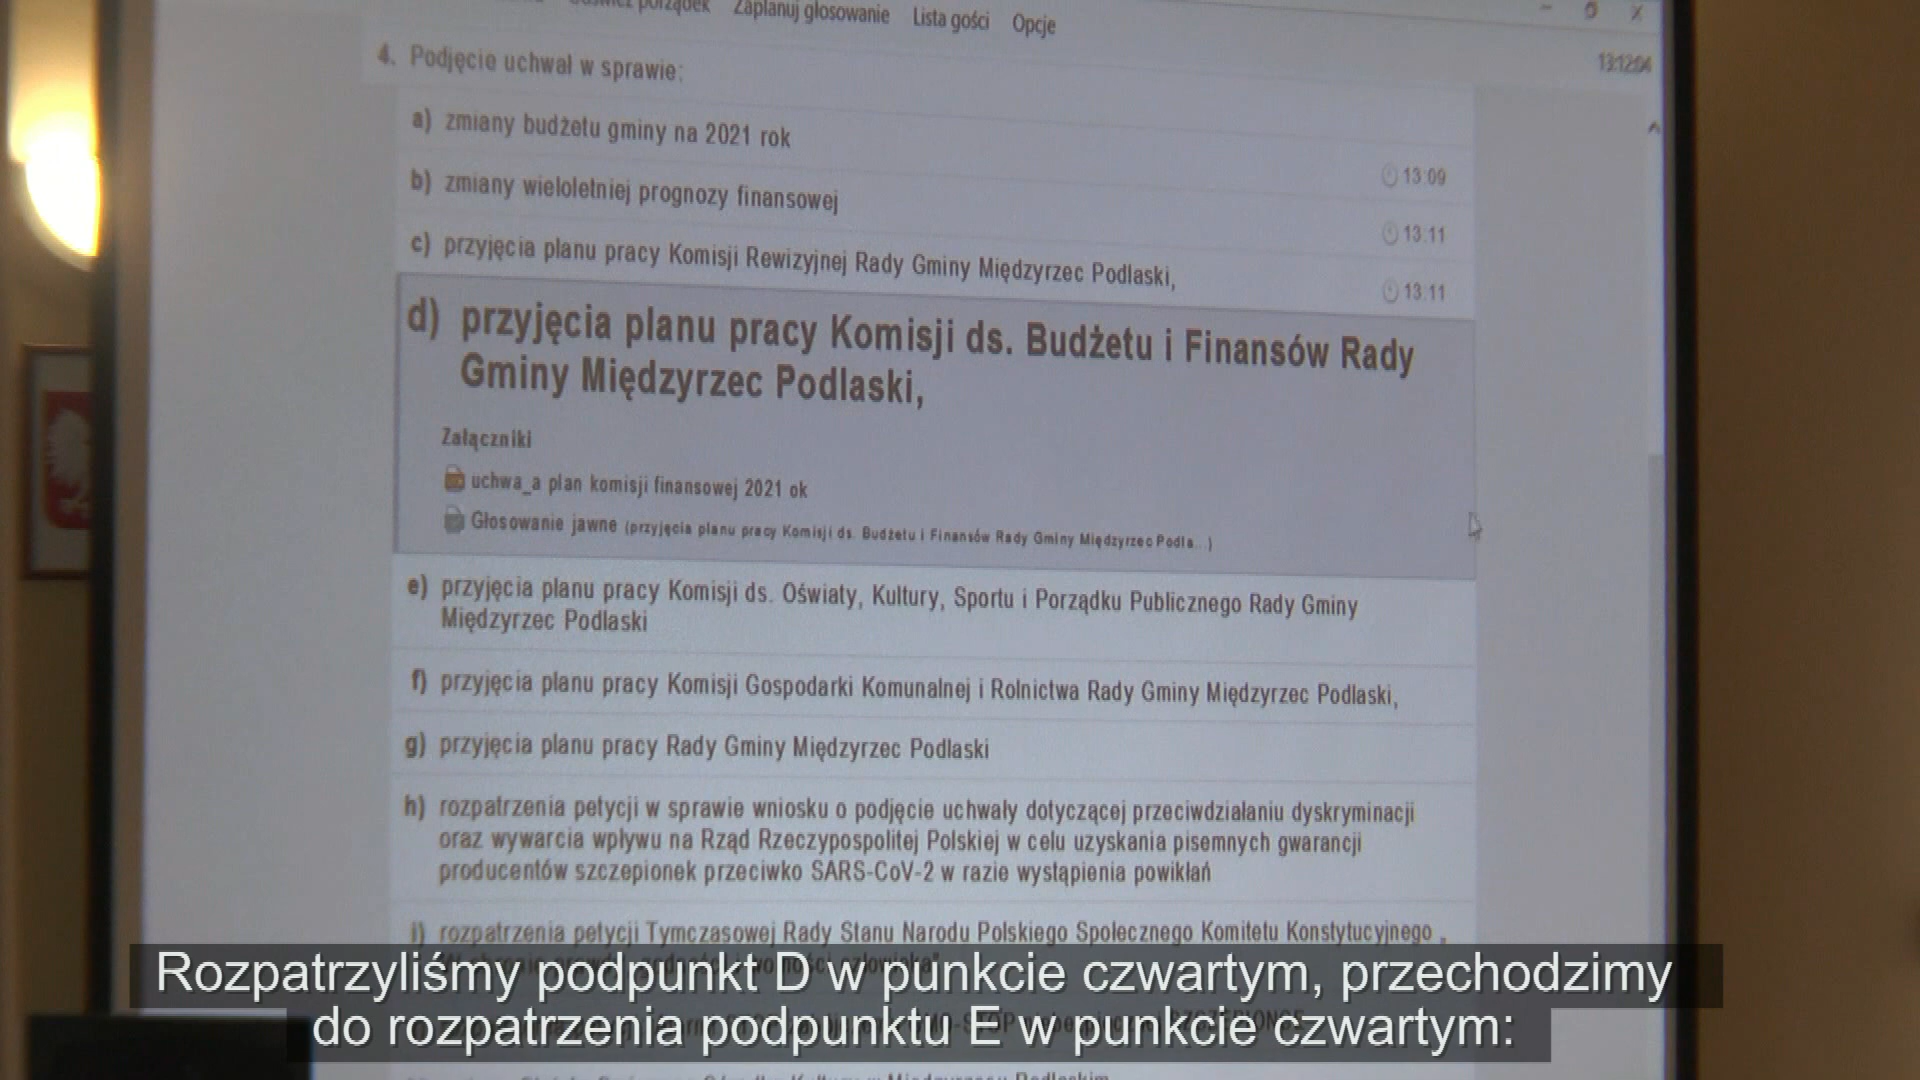 porządek Zaplanuj głosowanie Lista gości Opcje
13:12:04
4. Podjęcie uchwał w sprawie:
a) zmiany budżetu gminy na 2021 rok
13:09
b) zmiany wieloletniej prognozy finansowej
13:11
c) przyjęcia planu pracy Komisji Rewizyjnej Rady Gminy Międzyrzec Podlaski,
13:11
d) przyjęcia planu pracy Komisji ds. Budżetu i Finansów Rady
Gminy Międzyrzec Podlaski,
Załączniki
uchwa_a plan komisji finansowej 2021 ok
Głosowanie jawne (przyjęcia planu pracy Komisji ds. Budżetu i Finansów Rady Gminy Międzyrzec Podla...)
e) przyjęcia planu pracy Komisji ds. Oświaty, Kultury, Sportu i Porządku Publicznego Rady Gminy
Międzyrzec Podlaski
f) przyjęcia planu pracy Komisji Gospodarki Komunalnej i Rolnictwa Rady Gminy Międzyrzec Podlaski,
g) przyjęcia planu pracy Rady Gminy Międzyrzec Podlaski
h) rozpatrzenia petycji w sprawie wniosku o podjęcie uchwały dotyczącej przeciwdziałaniu dyskryminacji
oraz wywarcia wpływu na Rząd Rzeczypospolitej Polskiej w celu uzyskania pisemnych gwarancji
producentów szczepionek przeciwko SARS-CoV-2 w razie wystąpienia powikłań
i) rozpatrzenia petycji Tymczasowej Rady Stanu Narodu Polskiego Społecznego Komitetu Konstytucyjnego
Rozpatrzyliśmy podpunkt D w punkcie czwartym, przechodzimy
do rozpatrzenia podpunktu E w punkcie czwartym: